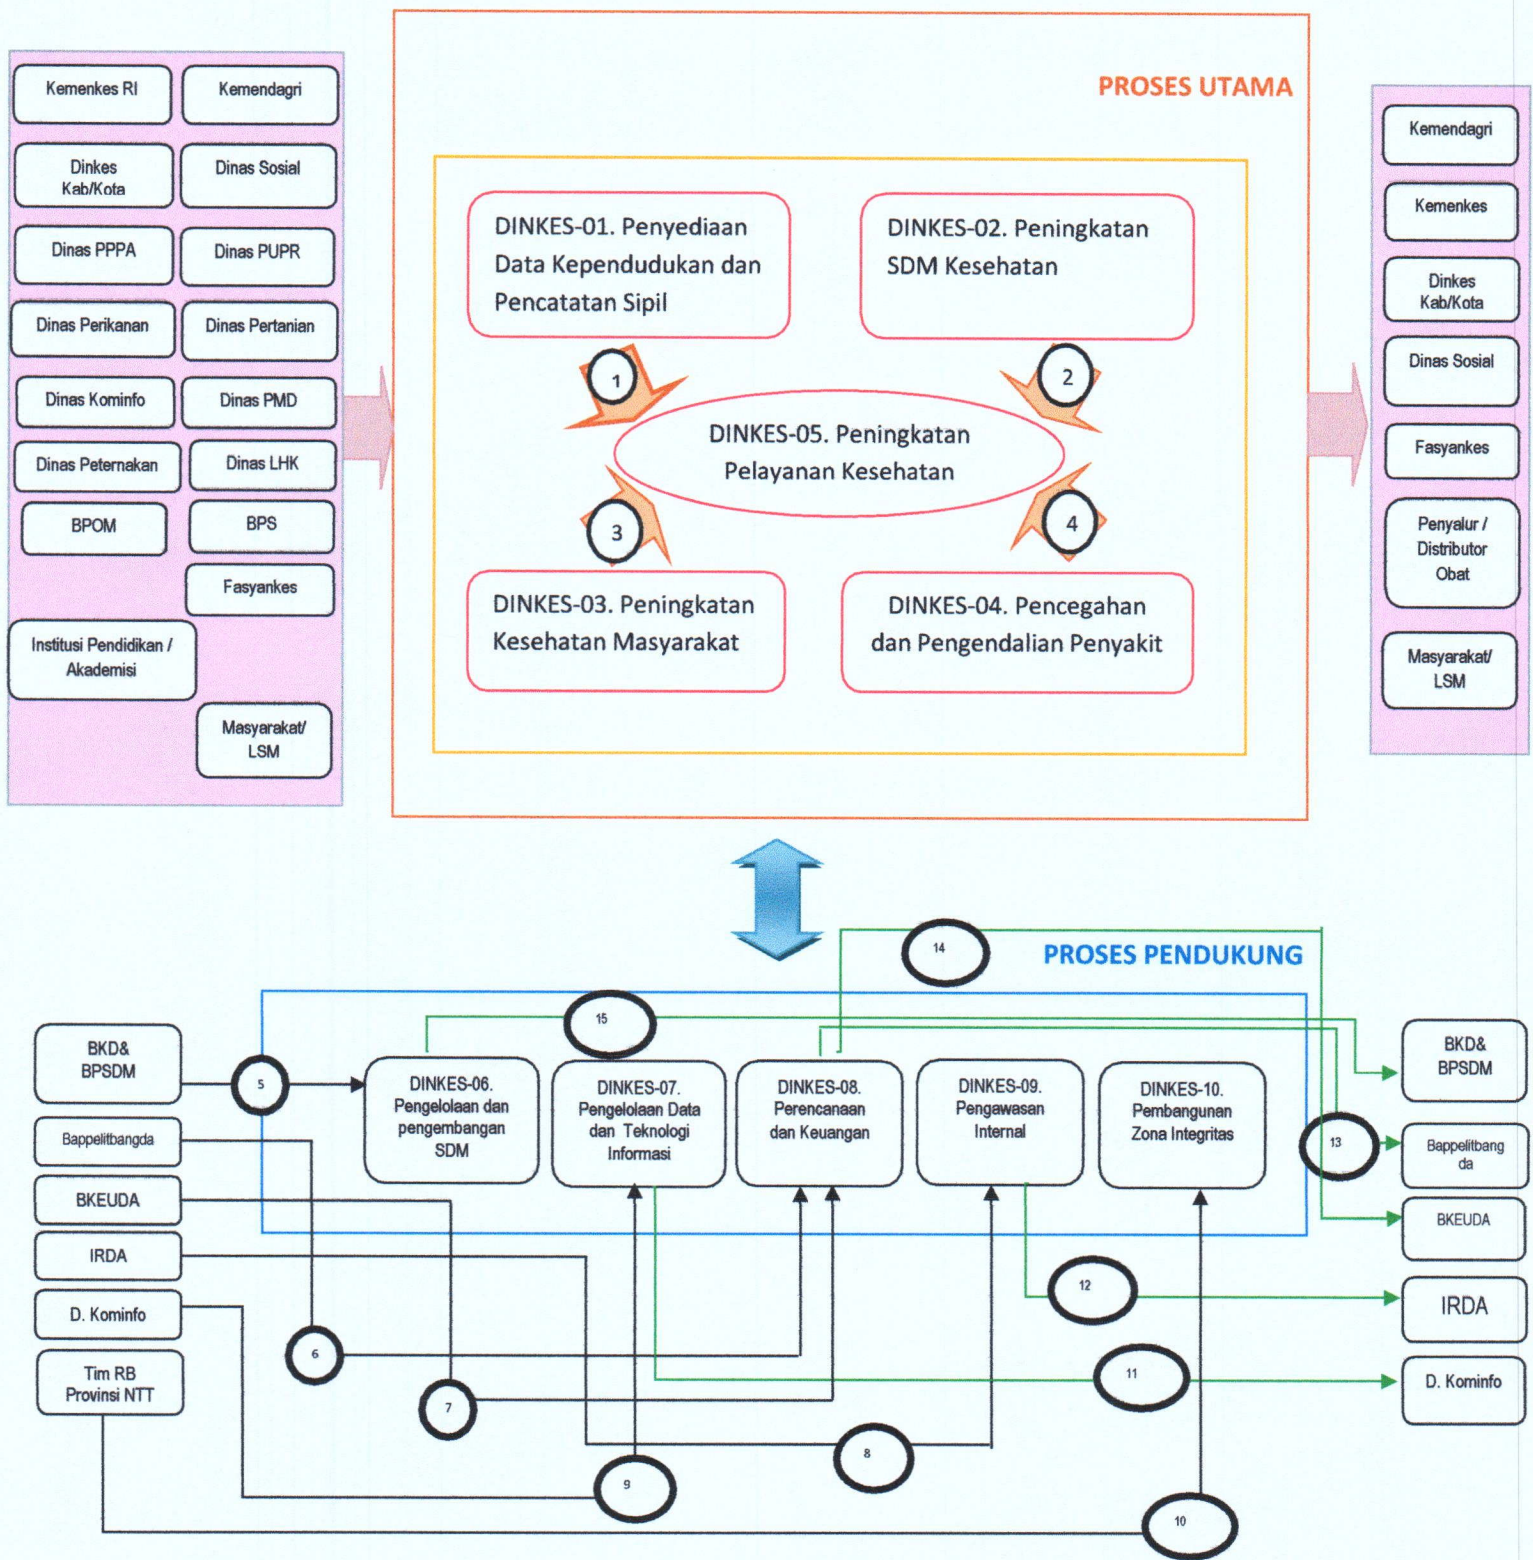 Kemenkes RI
Kemendagri
Dinkes
Kab/Kota
Dinas Sosial
Dinas PPPA
Dinas PUPR
Dinas Perikanan
Dinas Pertanian
Dinas Kominfo
Dinas PMD
Dinas Peternakan
Dinas LHK
BPOM
BPS
Fasyankes
Institusi Pendidikan /
Akademisi
Masyarakat/
LSM
PROSES UTAMA
DINKES-01. Penyediaan
Data Kependudukan dan
Pencatatan Sipil
DINKES-02. Peningkatan
SDM Kesehatan
1
2
DINKES-05. Peningkatan
Pelayanan Kesehatan
3
4
DINKES-03. Peningkatan
Kesehatan Masyarakat
DINKES-04. Pencegahan
dan Pengendalian Penyakit
Kemendagri
Kemenkes
Dinkes
Kab/Kota
Dinas Sosial
Fasyankes
Penyalur /
Distributor
Obat
Masyarakat/
LSM
14
PROSES PENDUKUNG
15
BKD&
BPSDM
5
DINKES-06.
Pengelolaan dan
pengembangan
SDM
DINKES-07.
Pengelolaan Data
dan Teknologi
Informasi
DINKES-08.
Perencanaan
dan Keuangan
DINKES-09.
Pengawasan
Internal
DINKES-10.
Pembangunan
Zona Integritas
BKD&
BPSDM
Bappelitbangda
13
Bappelitbang
da
BKEUDA
BKEUDA
IRDA
12
IRDA
D. Kominfo
6
11
D. Kominfo
Tim RB
Provinsi NTT
7
8
9
10